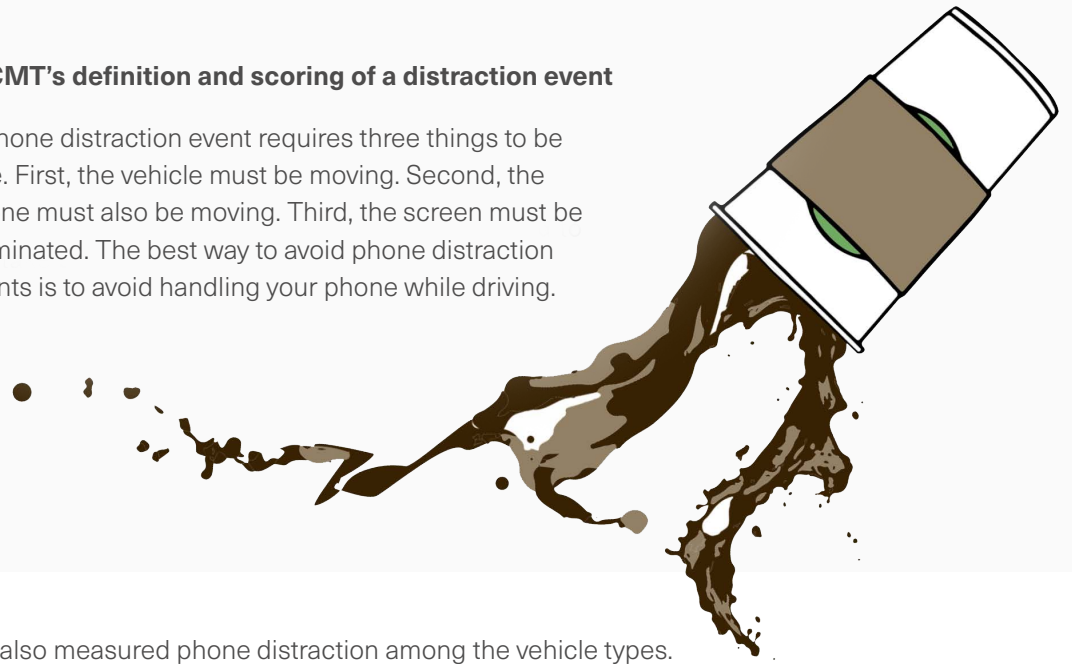 CMT’s definition and scoring of a distraction event
hone distraction event requires three things to be
e. First, the vehicle must be moving. Second, the
ne must also be moving. Third, the screen must be
minated. The best way to avoid phone distraction
nts is to avoid handling your phone while driving.
also measured phone distraction among the vehicle types.